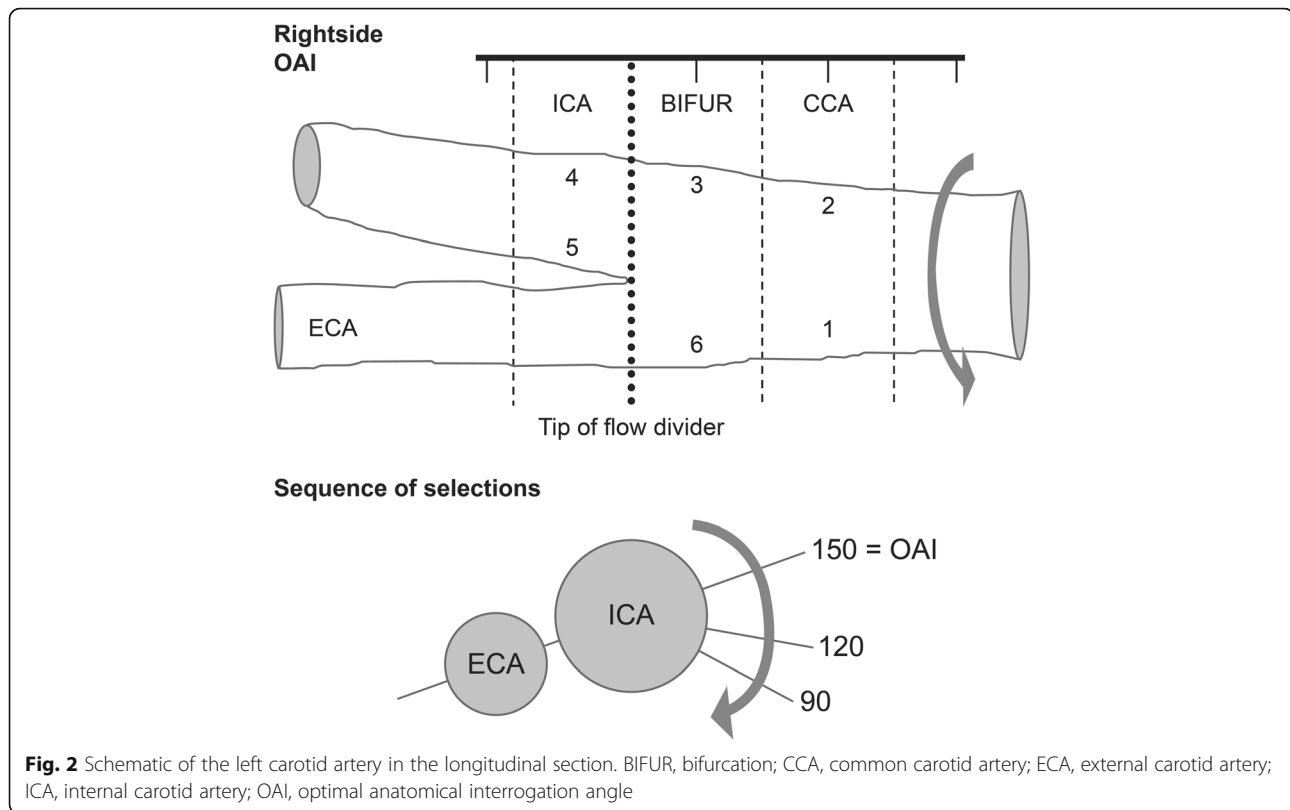 Rightside
OAI
ICA BIFUR CCA
4 3 2
5
ECA 6 1
Tip of flow divider
Sequence of selections
150 = OAI
ICA
120
ECA
90
Fig. 2 Schematic of the left carotid artery in the longitudinal section. BIFUR, bifurcation; CCA, common carotid artery; ECA, external carotid artery;
ICA, internal carotid artery; OAI, optimal anatomical interrogation angle